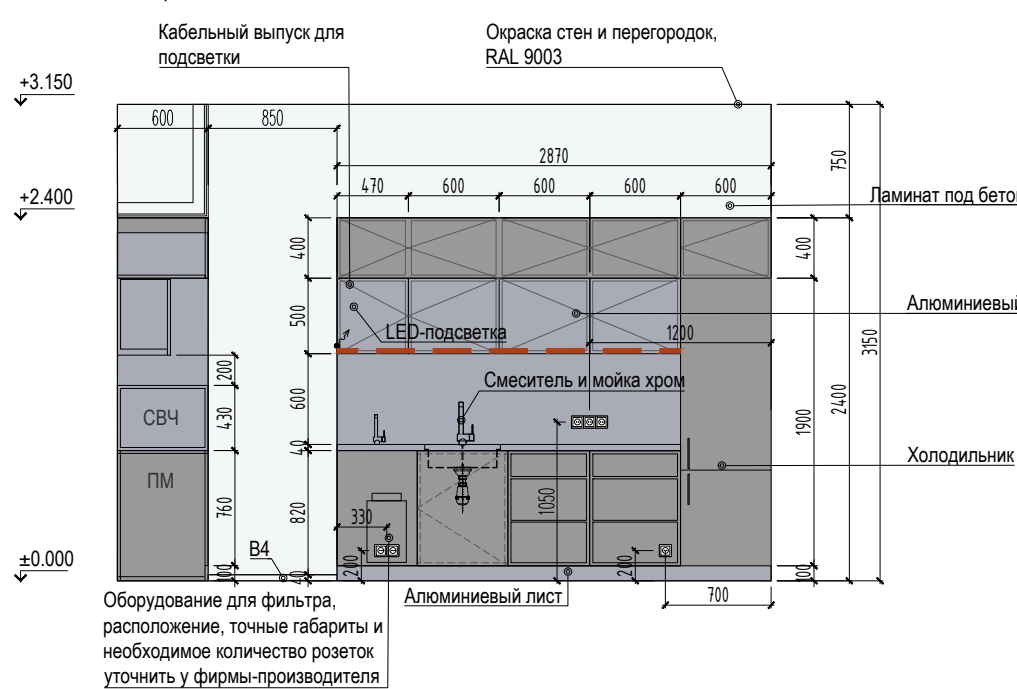 Кабельный выпуск для
подсветки
Окраска стен и перегородок,
RAL 9003
+3.150
600
850
2870
750
+2.400
470
600
600
600
600
Ламинат под бетон
400
400
Алюминиевый
500
LED-подсветка
1200
3150
200
2400
Смеситель и мойка хром
600
1900
СВЧ
430
40
Холодильник
ПМ
760
820
1050
330
±0.000
В4
200
200
100
40
100
Алюминиевый лист
700
Оборудование для фильтра,
расположение, точные габариты и
необходимое количество розеток
уточнить у фирмы-производителя